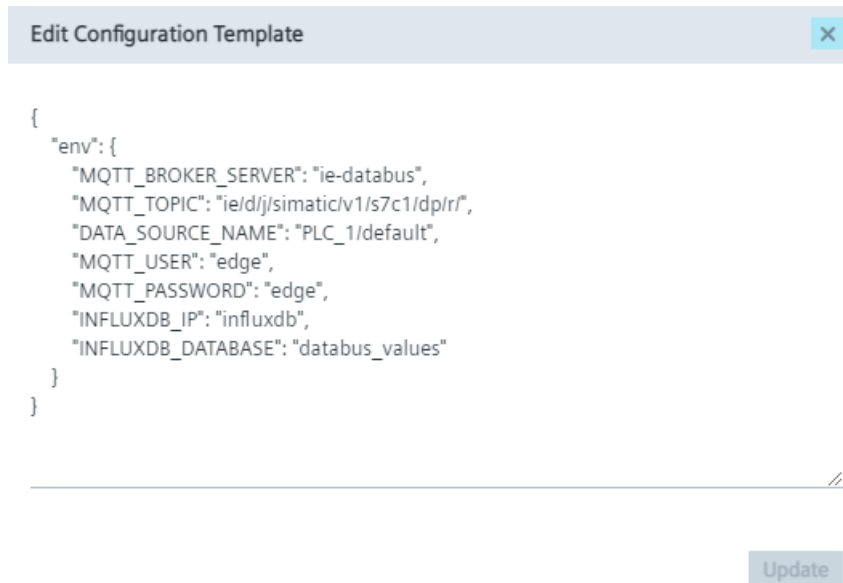 Edit Configuration Template
{
"env": {
"MQTT_BROKER_SERVER": "ie-databus",
"MQTT_TOPIC": "ie/d/j/simatic/v1/s7c1/dp/r/",
"DATA_SOURCE_NAME": "PLC_1/default",
"MQTT_USER": "edge",
"MQTT_PASSWORD": "edge",
"INFLUXDB_IP": "influxdb",
"INFLUXDB_DATABASE": "databus_values"
}
}
Update